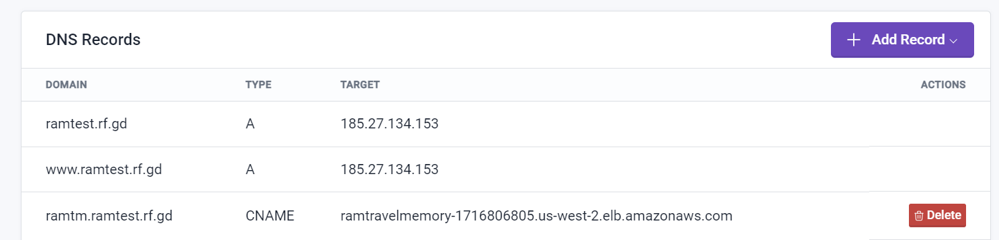 DNS Records
Add Record
DOMAIN TYPE TARGET ACTIONS
ramtest.rf.gd A 185.27.134.153
www.ramtest.rf.gd A 185.27.134.153
ramtm.ramtest.rf.gd CNAME ramtravelmemory-1716806805.us-west-2.elb.amazonaws.com Delete